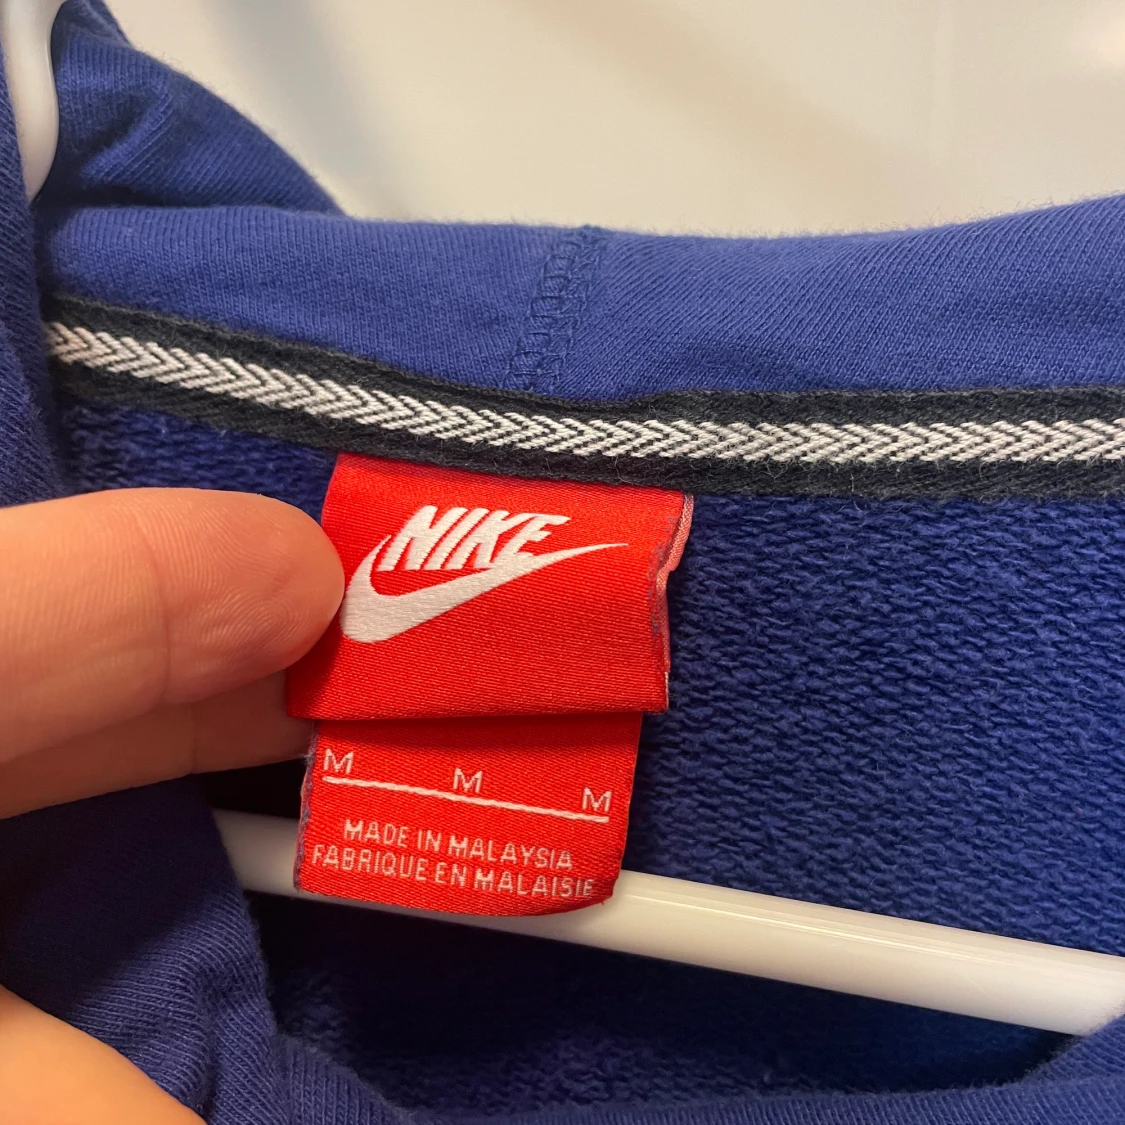 NIKE
M M M
MADE IN MALAYSIA
FABRIQUE EN MALAISIE